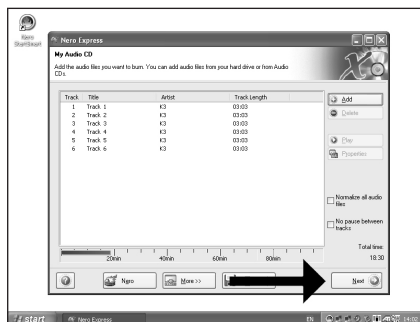 Nero
StartSmart
Nero Express
My Audio CD
Add the audio files you want to burn. You can add audio files from your hard drive or from Audio
CDs.
Track Title Artist Track Length
1 Track 1 K3 03:03
2 Track 2 K3 03:03
3 Track 3 K3 03:03
4 Track 4 K3 03:03
5 Track 5 K3 03:03
6 Track 6 K3 03:03
Add
Delete
Play
Properties
Normalize all audio
files
No pause between
tracks
Total time:
18:30
20min 40min 60min 80min
Nero
More >>
Next
start
Nero Express
EN
14:02